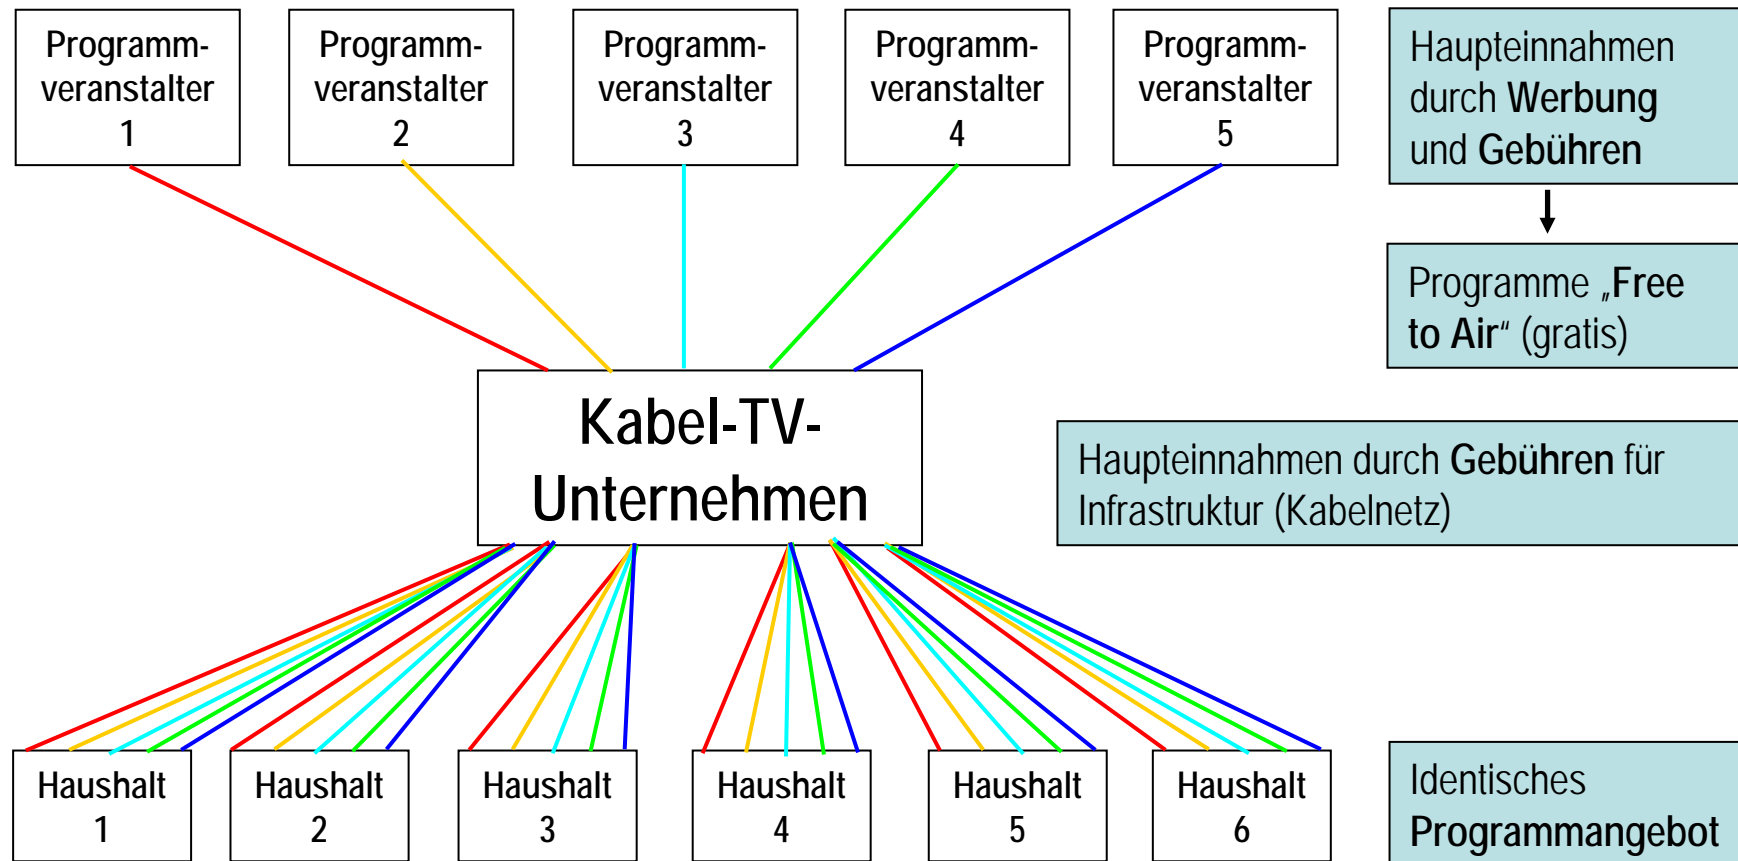 Programm-
veranstalter
1
Programm-
veranstalter
2
Programm-
veranstalter
3
Programm-
veranstalter
4
Programm-
veranstalter
5
Haupteinnahmen
durch Werbung
und Gebühren
Programme „Free
to Air“ (gratis)
Kabel-TV-
Unternehmen
Haupteinnahmen durch Gebühren für
Infrastruktur (Kabelnetz)
Haushalt
1
Haushalt
2
Haushalt
3
Haushalt
4
Haushalt
5
Haushalt
6
Identisches
Programmangebot